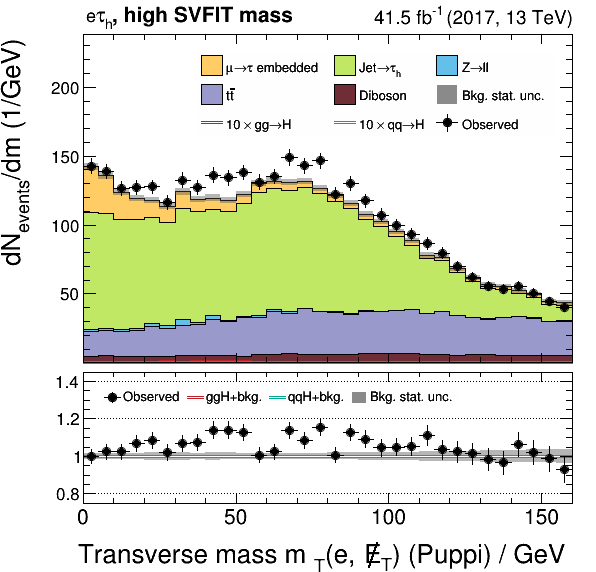 eτh, high SVFIT mass 41.5 fb-1 (2017, 13 TeV)
dNevents/dm (1/GeV)
μ→τ embedded Jet→τh Z→ll
tt̄ Diboson Bkg. stat. unc.
10 × gg→H 10 × qq→H Observed
200
150
100
50
1.4
Observed ggH+bkg. qqH+bkg. Bkg. stat. unc.
1.2
1
0.8
0 50 100 150
Transverse mass m T(e, E̸T) (Puppi) / GeV